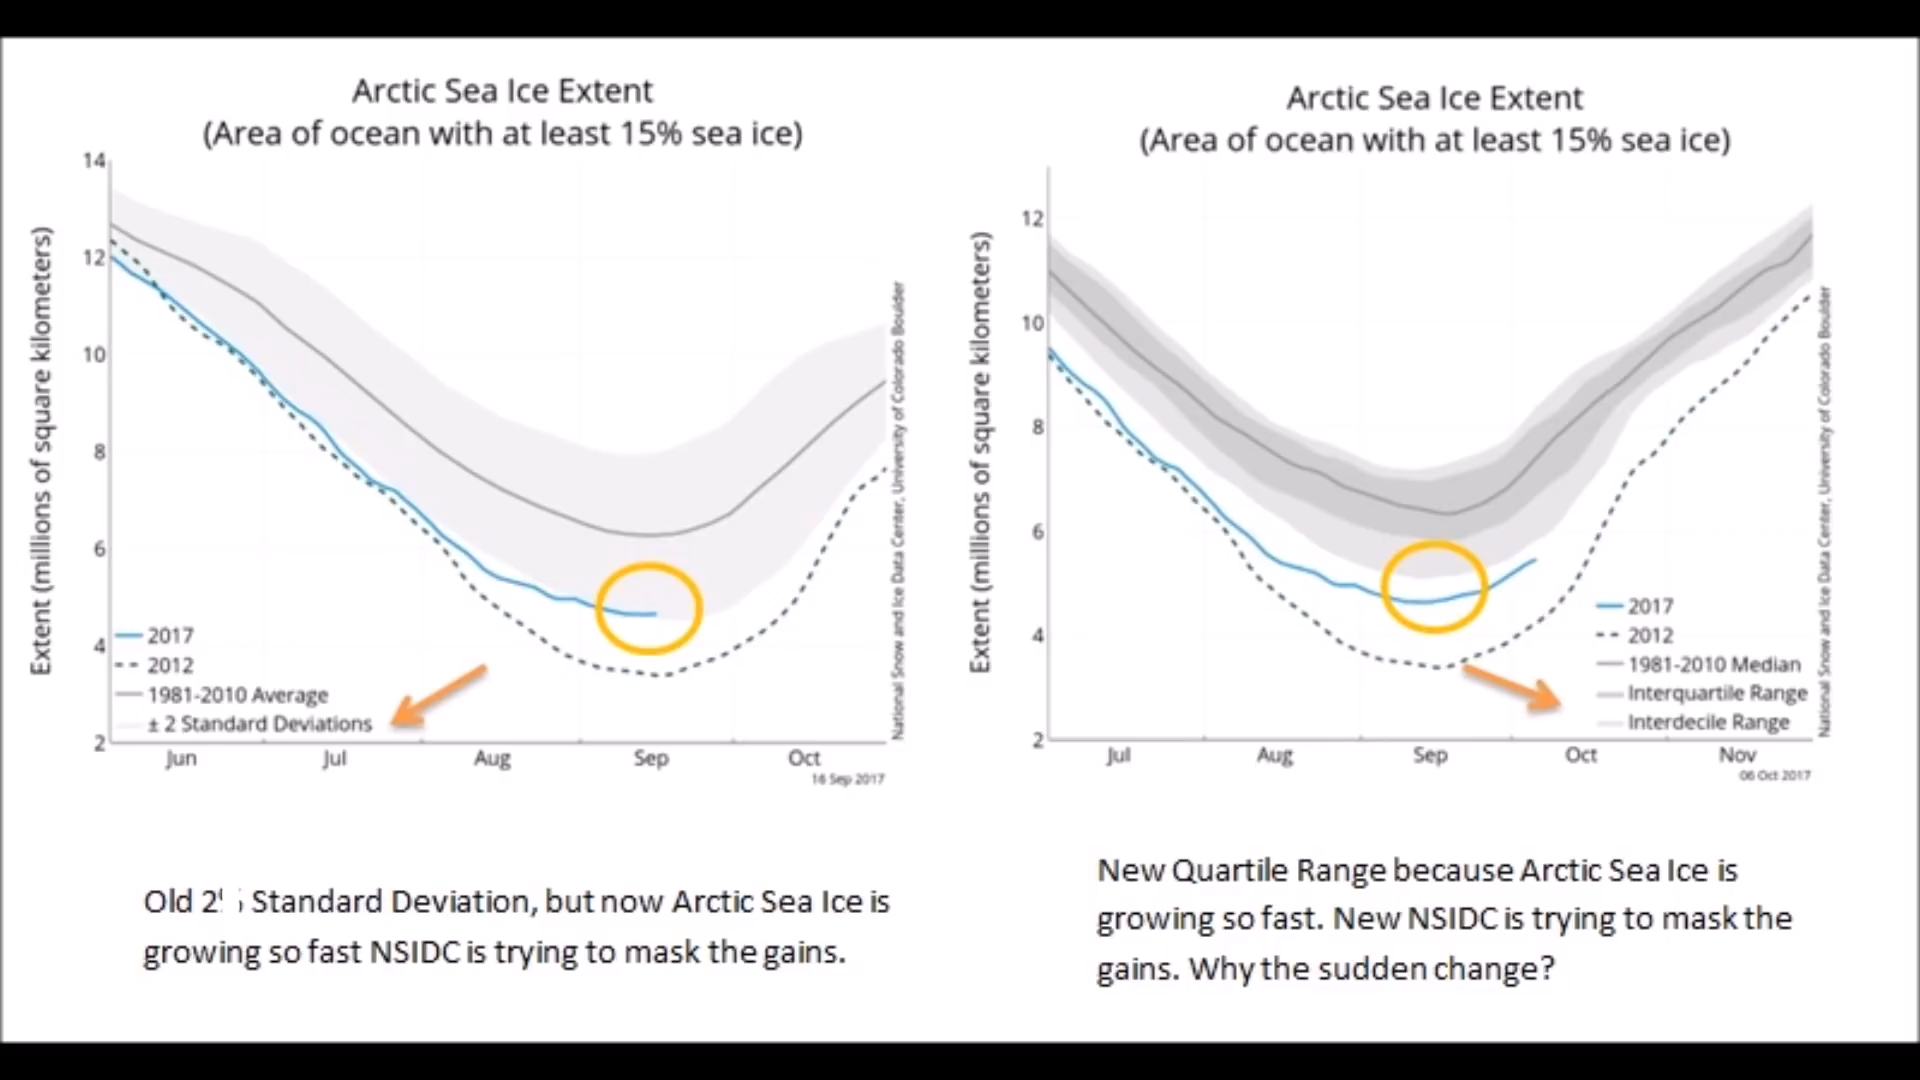 Arctic Sea Ice Extent
(Area of ocean with at least 15% sea ice)
14
12
10
8
6
4
2
Extent (millions of square kilometers)
2017
2012
1981-2010 Average
± 2 Standard Deviations
Jun Jul Aug Sep Oct
16 Sep 2017
National Snow and Ice Data Center, University of Colorado Boulder
Old 2 Standard Deviation, but now Arctic Sea Ice is
growing so fast NSIDC is trying to mask the gains.
Arctic Sea Ice Extent
(Area of ocean with at least 15% sea ice)
12
10
8
6
4
2
Extent (millions of square kilometers)
2017
2012
1981-2010 Median
Interquartile Range
Interdecile Range
Jul Aug Sep Oct Nov
06 Oct 2017
National Snow and Ice Data Center, University of Colorado Boulder
New Quartile Range because Arctic Sea Ice is
growing so fast. New NSIDC is trying to mask the
gains. Why the sudden change?